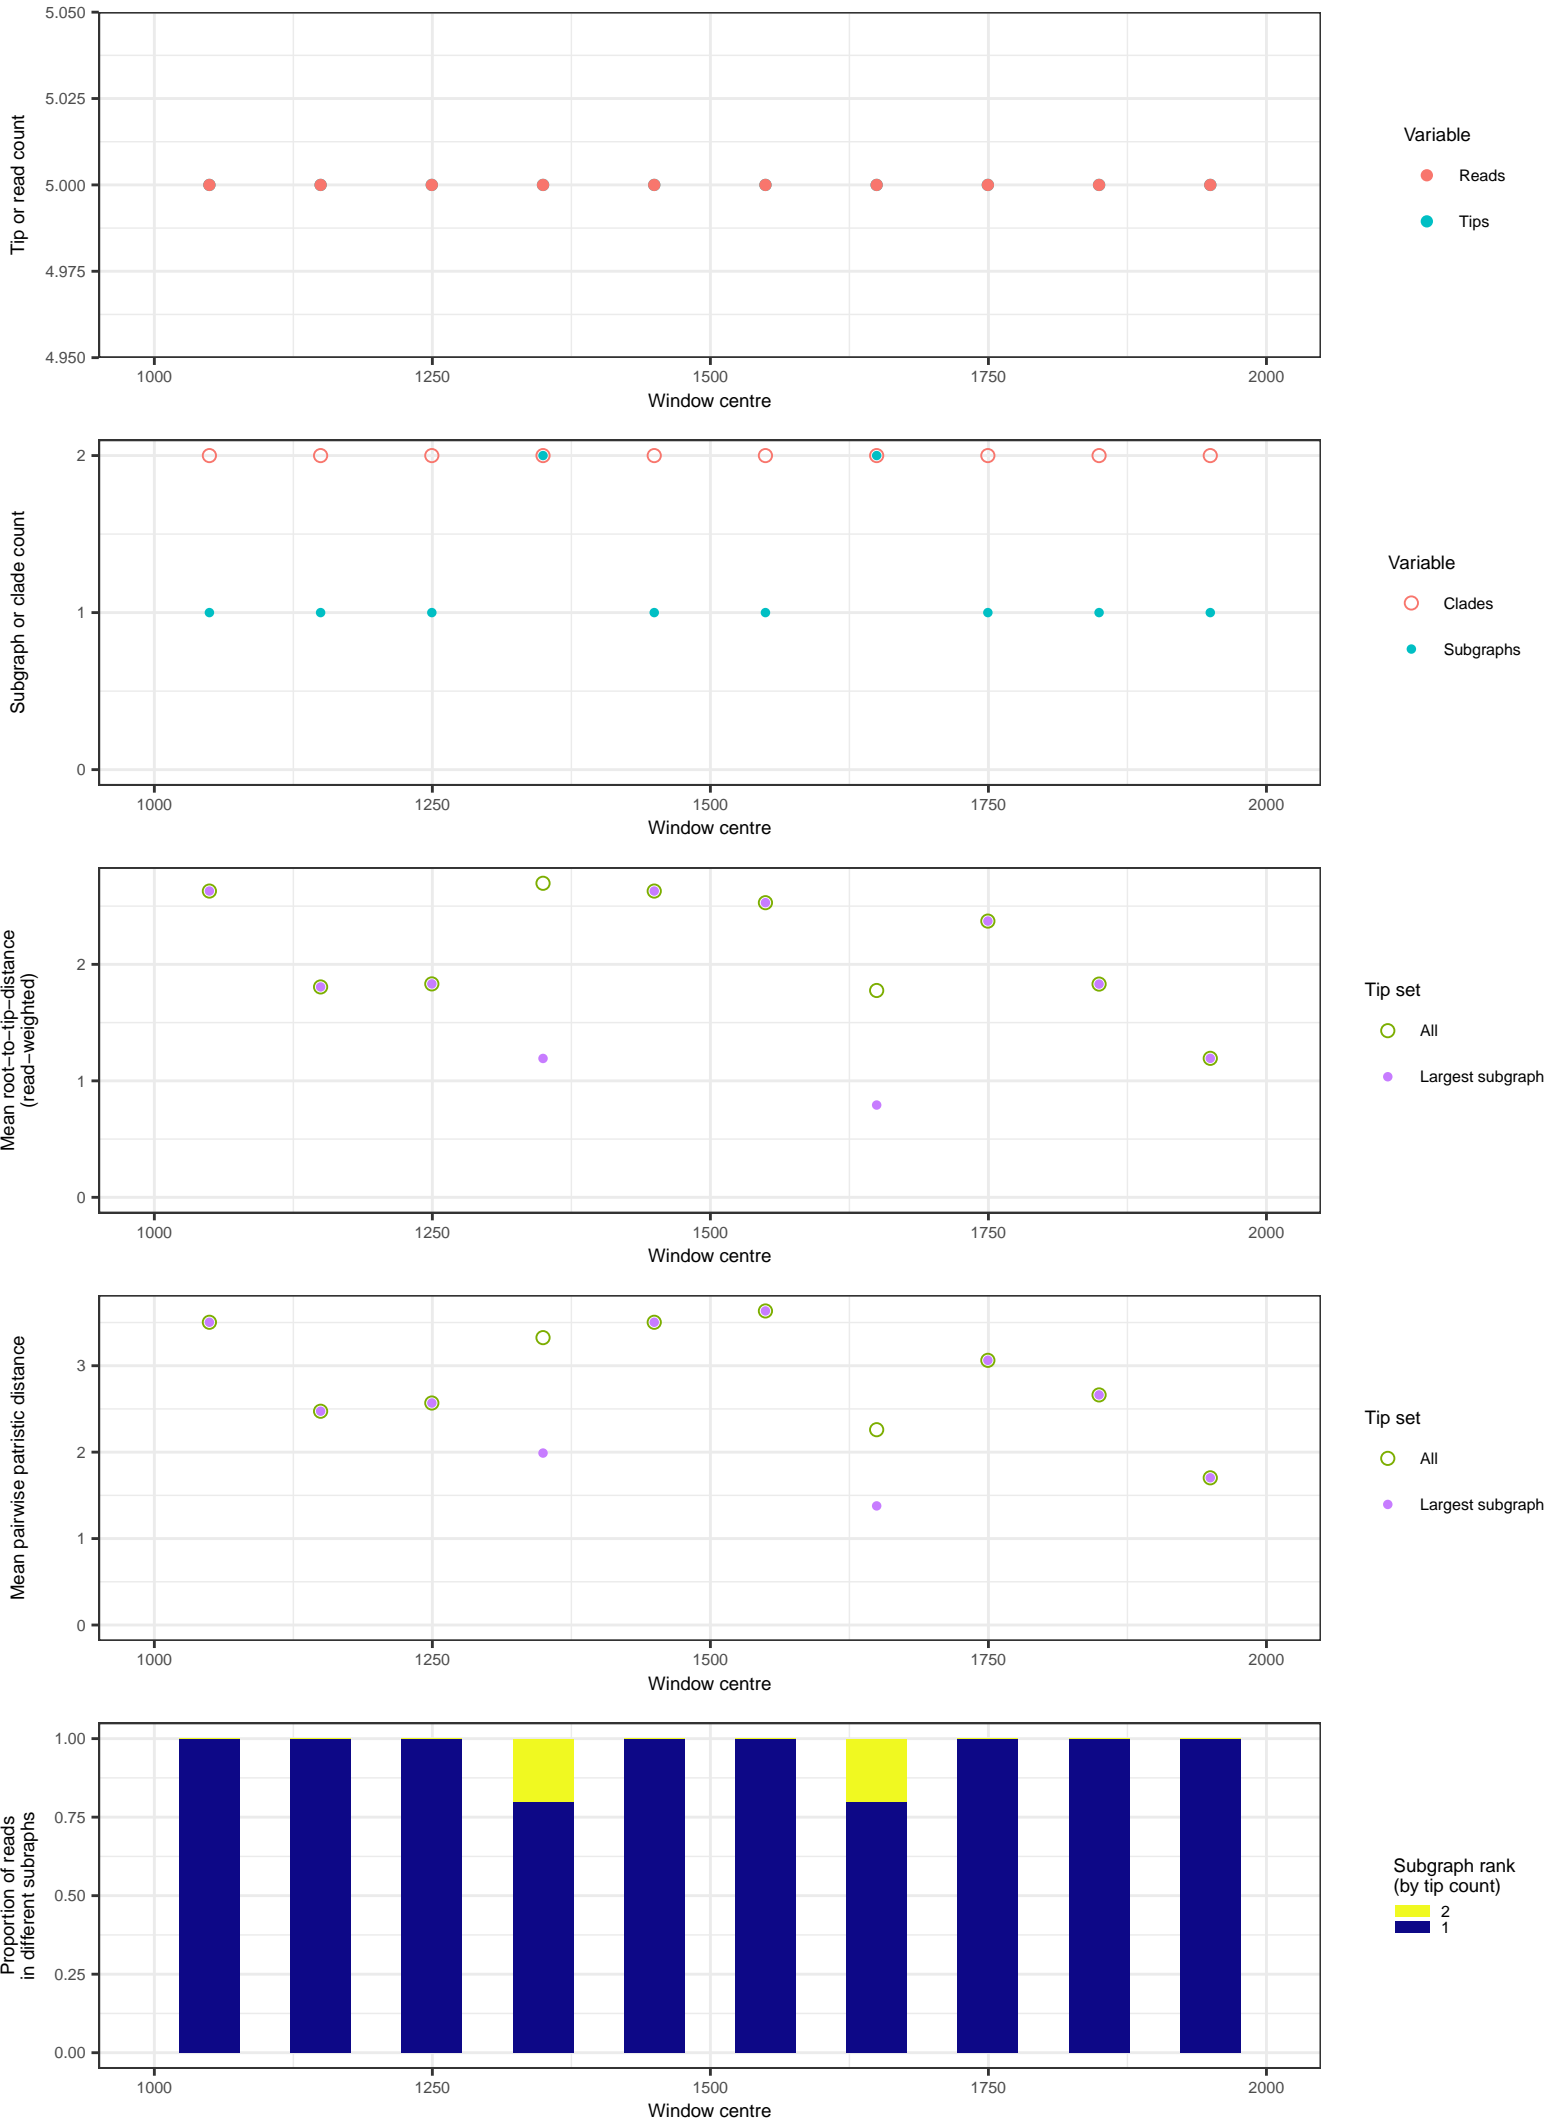 5.050
5.025
5.000
4.975
4.950
Tip or read count
1000 1250 1500 1750 2000
Window centre
Variable
Reads
Tips
2
1
0
Subgraph or clade count
1000 1250 1500 1750 2000
Window centre
Variable
Clades
Subgraphs
2
1
0
Mean root−to−tip−distance
(read−weighted)
1000 1250 1500 1750 2000
Window centre
Tip set
All
Largest subgraph
3
2
1
0
Mean pairwise patristic distance
1000 1250 1500 1750 2000
Window centre
Tip set
All
Largest subgraph
1.00
0.75
0.50
0.25
0.00
Proportion of reads
in different subraphs
1000 1250 1500 1750 2000
Window centre
Subgraph rank
(by tip count)
2
1